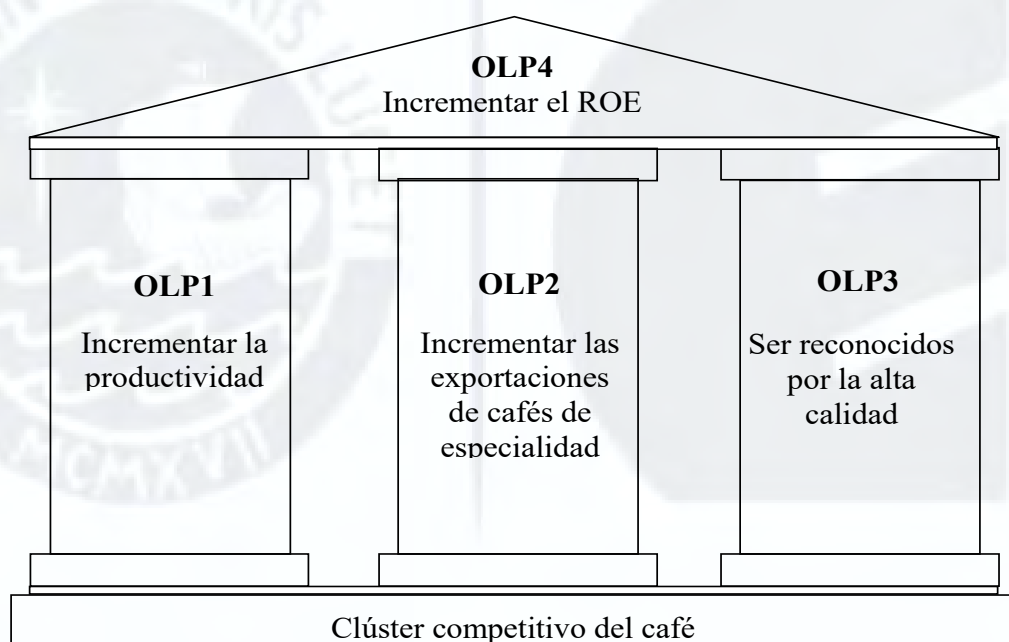 OLP4
Incrementar el ROE
OLP1
Incrementar la
productividad
OLP2
Incrementar las
exportaciones
de cafés de
especialidad
OLP3
Ser reconocidos
por la alta
calidad
Clúster competitivo del café
MCMXVII